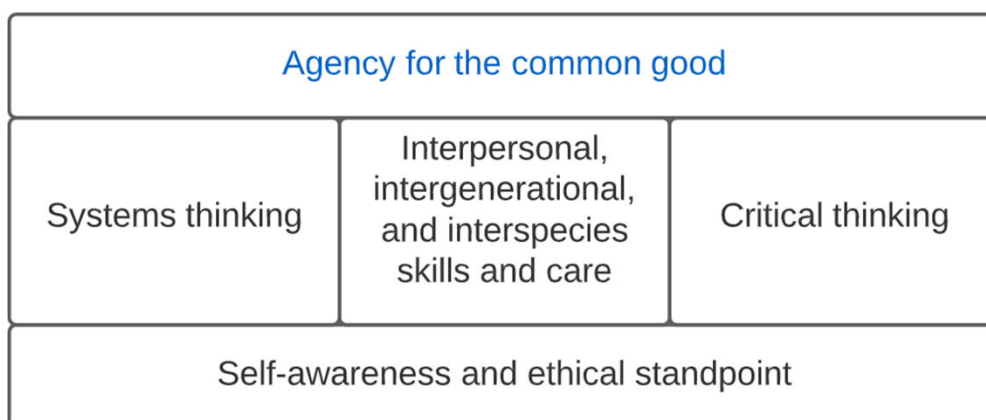 Agency for the common good
Systems thinking
Interpersonal,
intergenerational,
and interspecies
skills and care
Critical thinking
Self-awareness and ethical standpoint